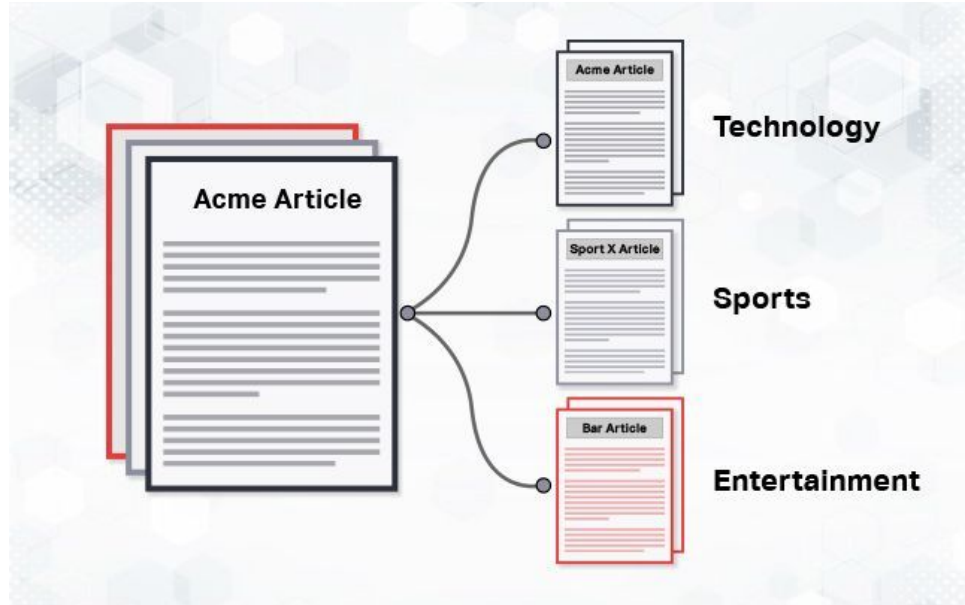 Acme Article
Acme Article
Technology
Sport X Article
Sports
Bar Article
Entertainment